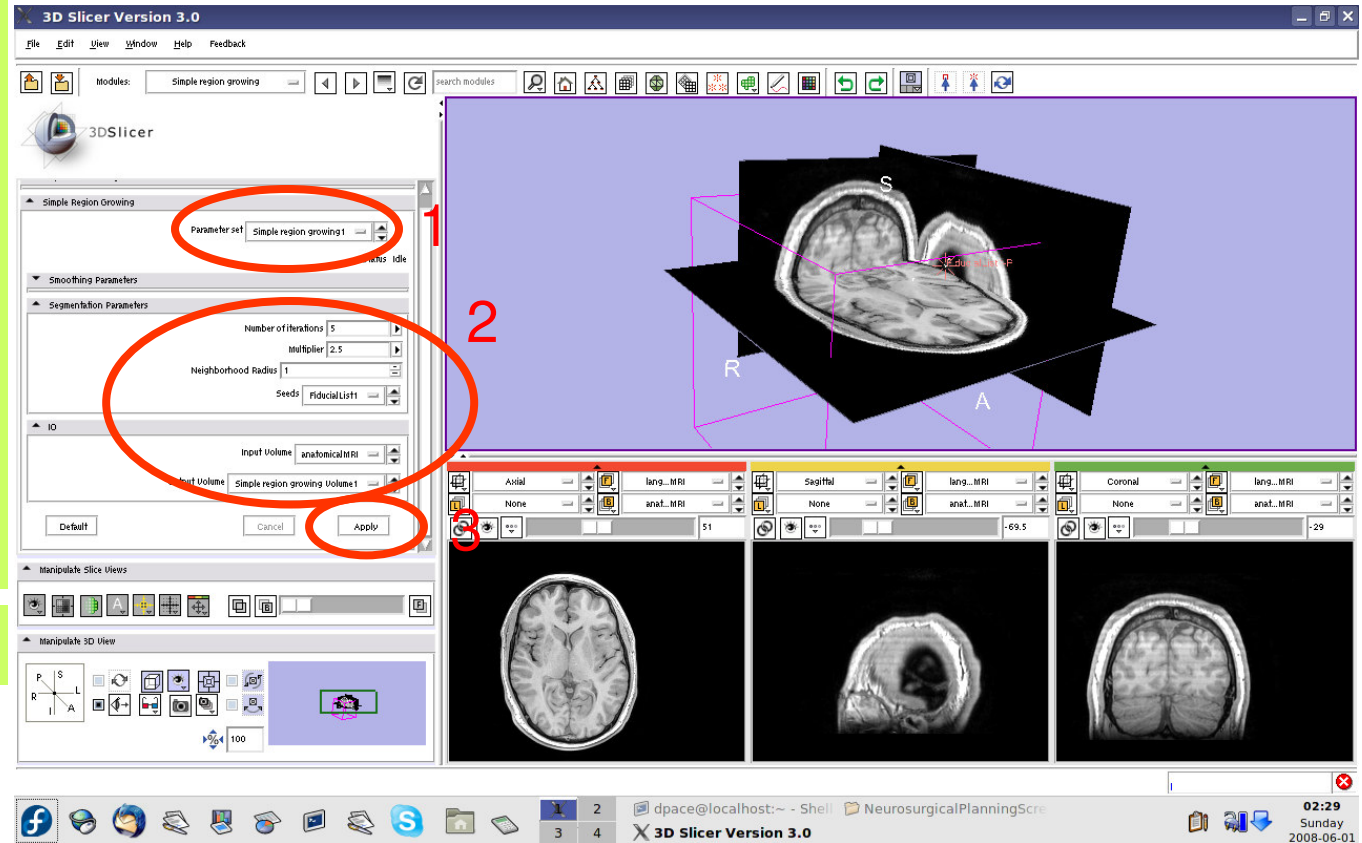 3D Slicer Version 3.0
File Edit View Window Help Feedback
Modules: Simple region growing search modules
3DSlicer
Simple Region Growing
1
Parameter set Simple region growing1
Status Idle
Smoothing Parameters
Segmentation Parameters
Number of iterations 5
Multiplier 2.5
Neighborhood Radius 1
Seeds FiducialList1
IO
Input Volume anatomicalMRI
Output Volume Simple region growing Volume1
Default Cancel Apply
Manipulate Slice Views
Manipulate 3D View
P S
R L
I A
% 100
S
2
R
A
Axial F lang...MRI
L None B anat...MRI
3 51
Sagittal F lang...MRI
L None B anat...MRI
-69.5
Coronal F lang...MRI
L None B anat...MRI
-29
1 2
3 4
dpace@localhost:~ - Shell
NeurosurgicalPlanningScre
3D Slicer Version 3.0
02:29
Sunday
2008-06-01